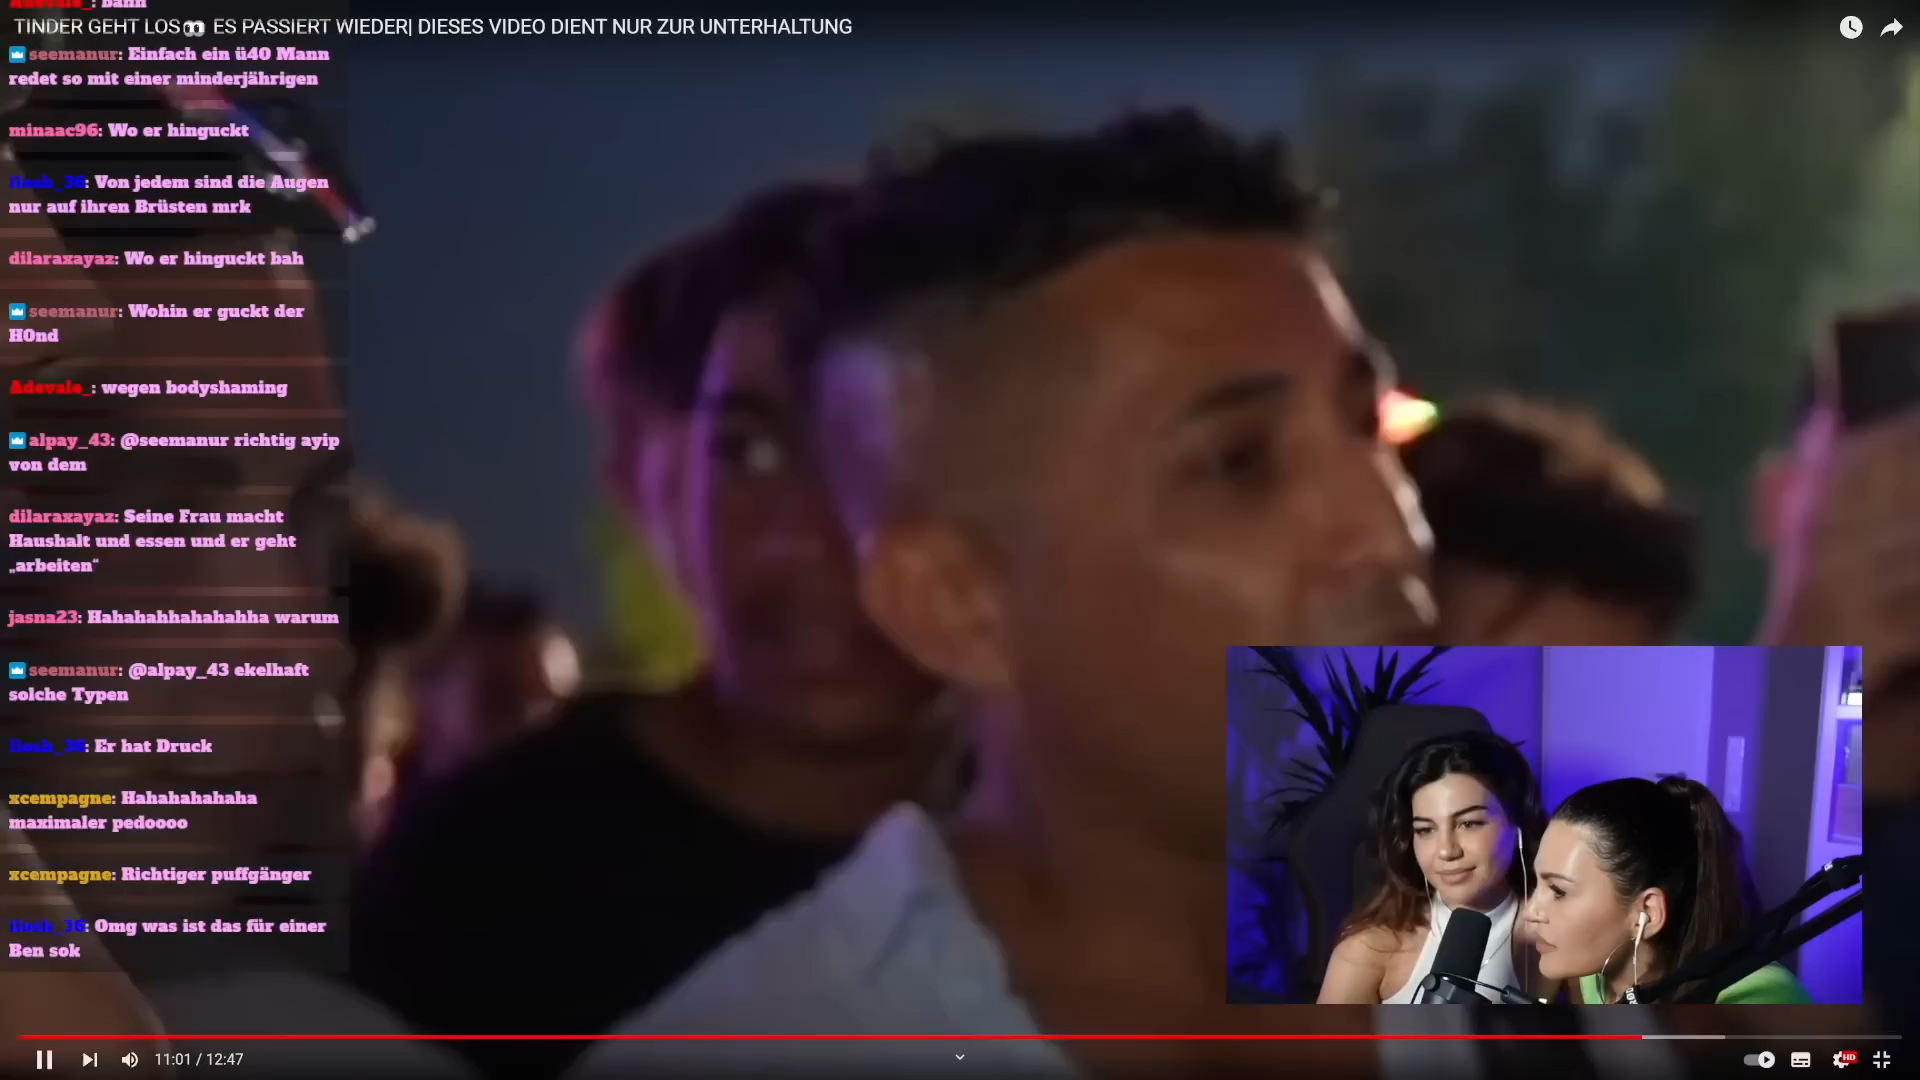 TINDER GEHT LOS👀 ES PASSIERT WIEDER| DIESES VIDEO DIENT NUR ZUR UNTERHALTUNG
seemanur: Einfach ein ü40 Mann
redet so mit einer minderjährigen
minaac96: Wo er hinguckt
Von jedem sind die Augen
nur auf ihren Brüsten mrk
dilaraxayaz: Wo er hinguckt bah
seemanur: Wohin er guckt der
H0nd
Adevale_: wegen bodyshaming
alpay_43: @seemanur richtig ayip
von dem
dilaraxayaz: Seine Frau macht
Haushalt und essen und er geht
„arbeiten“
jasna23: Hahahahhahahahha warum
seemanur: @alpay_43 ekelhaft
solche Typen
Er hat Druck
xcempagne: Hahahahahaha
maximaler pedoooo
xcempagne: Richtiger puffgänger
Omg was ist das für einer
Ben sok
11:01 / 12:47
HD